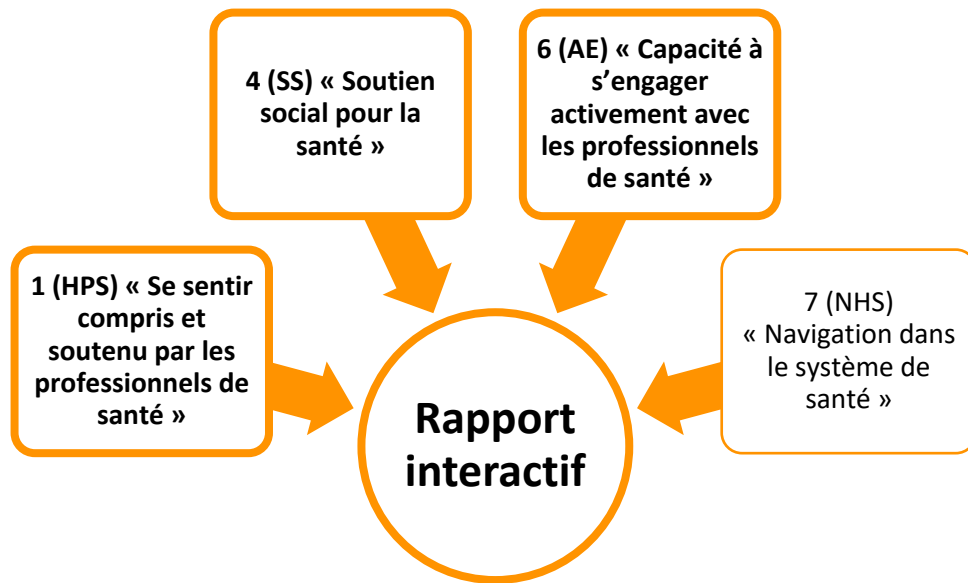 1 (HPS) « Se sentir
compris et
soutenu par les
professionnels de
santé »
4 (SS) « Soutien
social pour la
santé »
6 (AE) « Capacité à
s’engager
activement avec
les professionnels
de santé »
7 (NHS)
« Navigation dans
le système de
santé »
Rapport
interactif